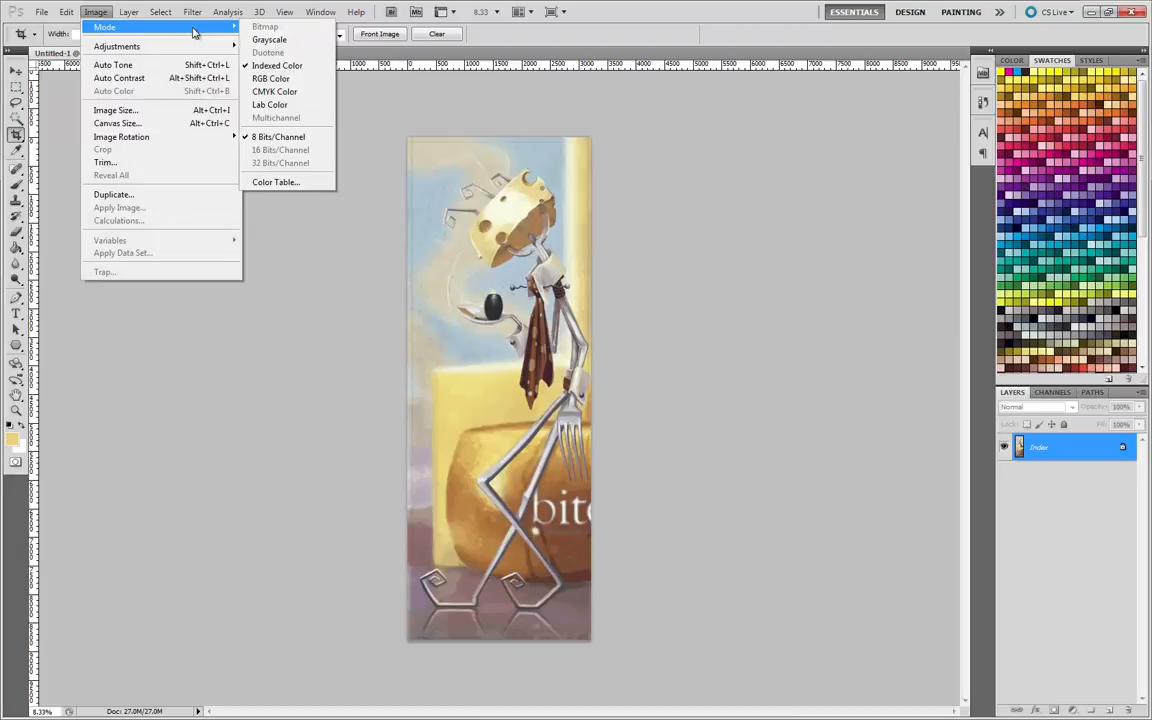 Ps File Edit Image Layer Select Filter Analysis 3D View Window Help Br Mb 8.33 ESSENTIALS DESIGN PAINTING >> CS Live
Width: Front Image Clear
Untitled-1 @
Mode
Adjustments
Auto Tone Shift+Ctrl+L
Auto Contrast Alt+Shift+Ctrl+L
Auto Color Shift+Ctrl+B
Image Size... Alt+Ctrl+I
Canvas Size... Alt+Ctrl+C
Image Rotation
Crop
Trim...
Reveal All
Duplicate...
Apply Image...
Calculations...
Variables
Apply Data Set...
Trap...
Bitmap
Grayscale
Duotone
Indexed Color
RGB Color
CMYK Color
Lab Color
Multichannel
8 Bits/Channel
16 Bits/Channel
32 Bits/Channel
Color Table...
COLOR SWATCHES STYLES
LAYERS CHANNELS PATHS
Normal Opacity: 100%
Lock: Fill: 100%
Index
8.33% Doc: 27.0M/27.0M